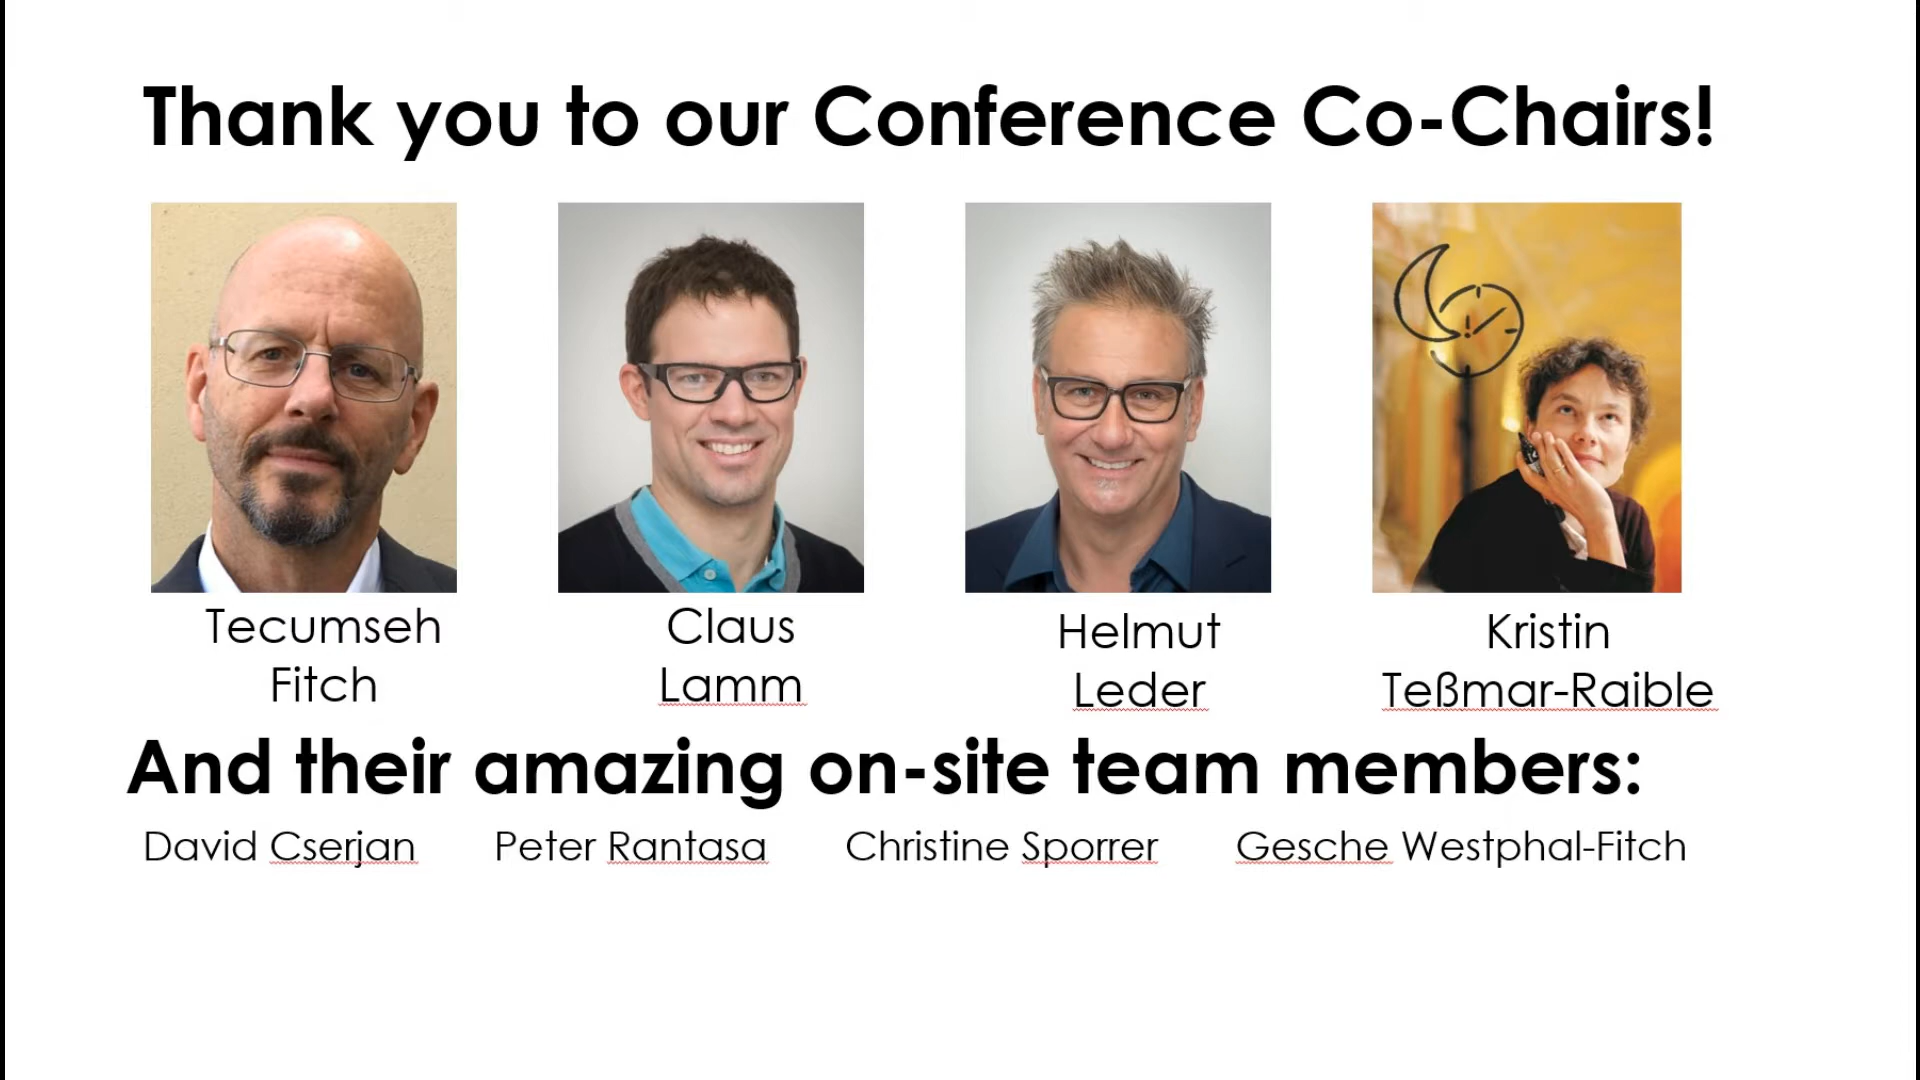 Thank you to our Conference Co-Chairs!
Tecumseh
Fitch
Claus
Lamm
Helmut
Leder
Kristin
Teßmar-Raible
And their amazing on-site team members:
David Cserjan Peter Rantasa Christine Sporrer Gesche Westphal-Fitch